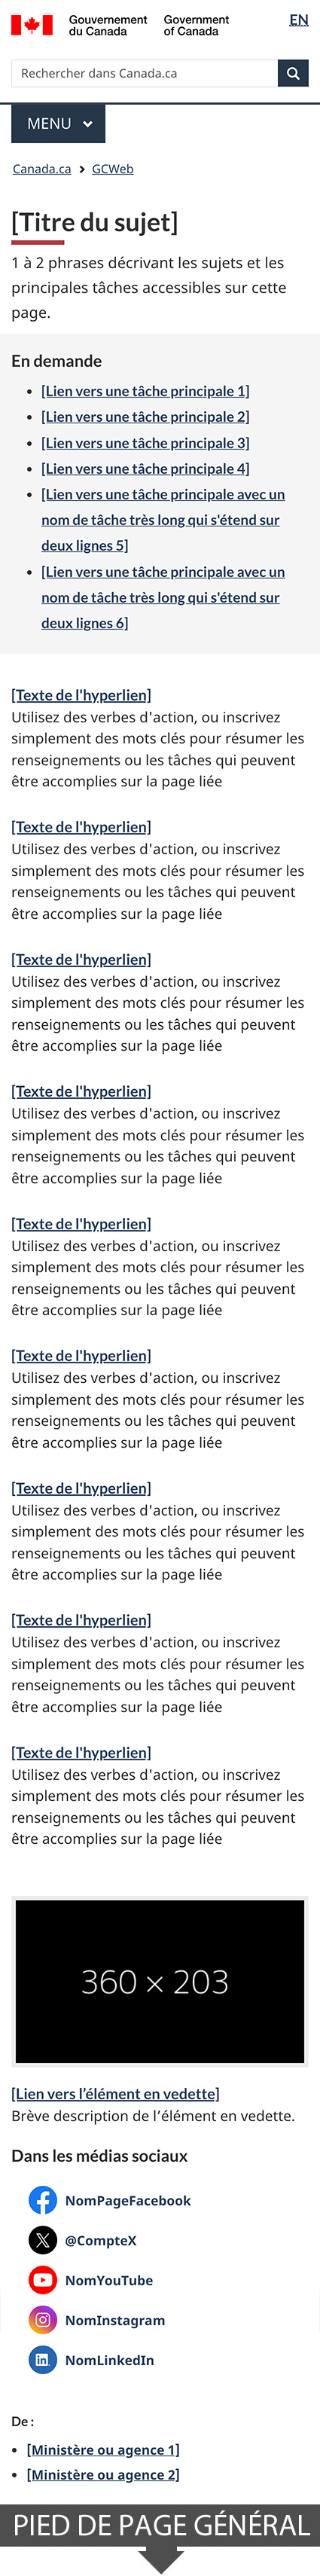 Gouvernement du Canada
Government of Canada
EN
Rechercher dans Canada.ca
MENU
Canada.ca > GCWeb
[Titre du sujet]
1 à 2 phrases décrivant les sujets et les
principales tâches accessibles sur cette
page.
En demande
• [Lien vers une tâche principale 1]
• [Lien vers une tâche principale 2]
• [Lien vers une tâche principale 3]
• [Lien vers une tâche principale 4]
• [Lien vers une tâche principale avec un
nom de tâche très long qui s'étend sur
deux lignes 5]
• [Lien vers une tâche principale avec un
nom de tâche très long qui s'étend sur
deux lignes 6]
[Texte de l'hyperlien]
Utilisez des verbes d'action, ou inscrivez
simplement des mots clés pour résumer les
renseignements ou les tâches qui peuvent
être accomplies sur la page liée
[Texte de l'hyperlien]
Utilisez des verbes d'action, ou inscrivez
simplement des mots clés pour résumer les
renseignements ou les tâches qui peuvent
être accomplies sur la page liée
[Texte de l'hyperlien]
Utilisez des verbes d'action, ou inscrivez
simplement des mots clés pour résumer les
renseignements ou les tâches qui peuvent
être accomplies sur la page liée
[Texte de l'hyperlien]
Utilisez des verbes d'action, ou inscrivez
simplement des mots clés pour résumer les
renseignements ou les tâches qui peuvent
être accomplies sur la page liée
[Texte de l'hyperlien]
Utilisez des verbes d'action, ou inscrivez
simplement des mots clés pour résumer les
renseignements ou les tâches qui peuvent
être accomplies sur la page liée
[Texte de l'hyperlien]
Utilisez des verbes d'action, ou inscrivez
simplement des mots clés pour résumer les
renseignements ou les tâches qui peuvent
être accomplies sur la page liée
[Texte de l'hyperlien]
Utilisez des verbes d'action, ou inscrivez
simplement des mots clés pour résumer les
renseignements ou les tâches qui peuvent
être accomplies sur la page liée
[Texte de l'hyperlien]
Utilisez des verbes d'action, ou inscrivez
simplement des mots clés pour résumer les
renseignements ou les tâches qui peuvent
être accomplies sur la page liée
[Texte de l'hyperlien]
Utilisez des verbes d'action, ou inscrivez
simplement des mots clés pour résumer les
renseignements ou les tâches qui peuvent
être accomplies sur la page liée
360 × 203
[Lien vers l’élément en vedette]
Brève description de l’élément en vedette.
Dans les médias sociaux
NomPageFacebook
@CompteX
NomYouTube
NomInstagram
NomLinkedIn
De :
• [Ministère ou agence 1]
• [Ministère ou agence 2]
PIED DE PAGE GÉNÉRAL